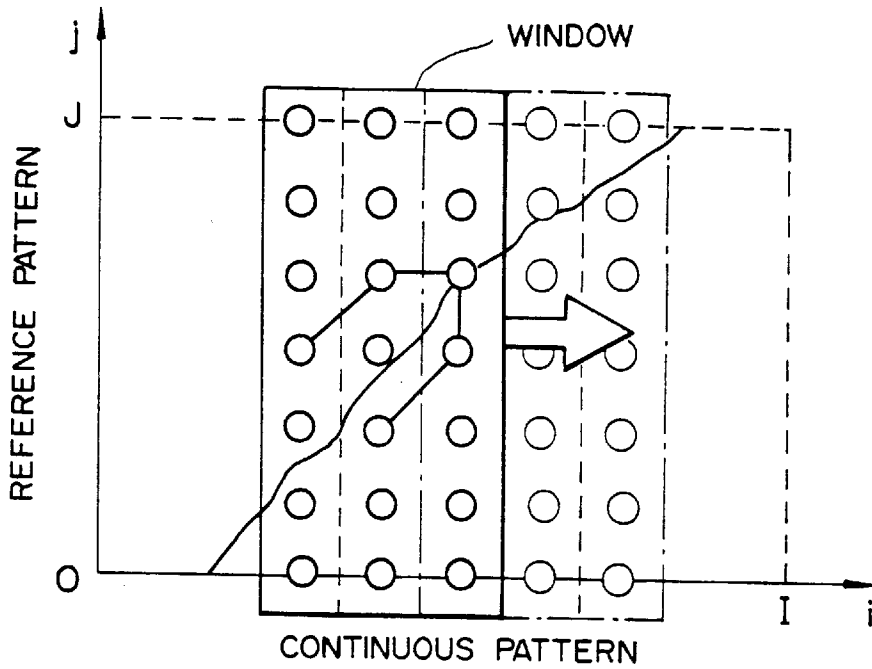 j
WINDOW
J
REFERENCE PATTERN
O
I
i
CONTINUOUS PATTERN